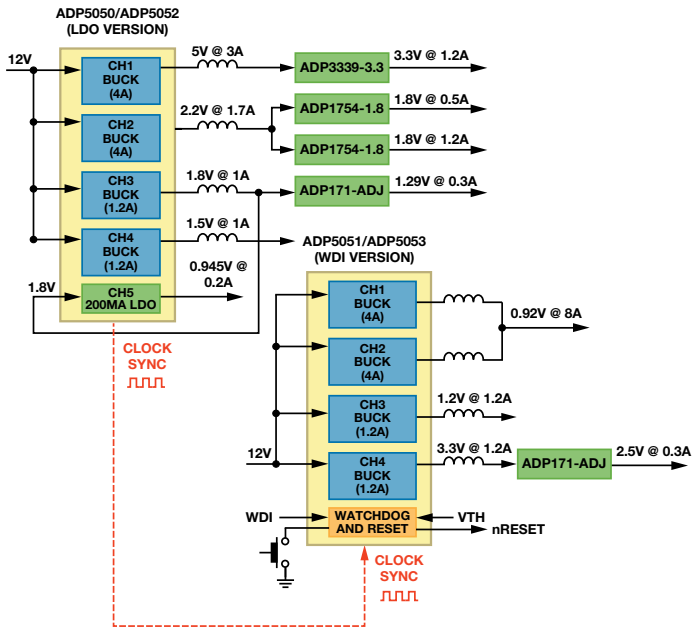 ADP5050/ADP5052
(LDO VERSION)
12V
CH1
BUCK
(4A)
5V @ 3A
ADP3339-3.3
3.3V @ 1.2A
CH2
BUCK
(4A)
2.2V @ 1.7A
ADP1754-1.8
1.8V @ 0.5A
ADP1754-1.8
1.8V @ 1.2A
CH3
BUCK
(1.2A)
1.8V @ 1A
ADP171-ADJ
1.29V @ 0.3A
CH4
BUCK
(1.2A)
1.5V @ 1A
1.8V
CH5
200MA LDO
0.945V @
0.2A
CLOCK
SYNC
ADP5051/ADP5053
(WDI VERSION)
CH1
BUCK
(4A)
0.92V @ 8A
CH2
BUCK
(4A)
CH3
BUCK
(1.2A)
1.2V @ 1.2A
12V
CH4
BUCK
(1.2A)
3.3V @ 1.2A
ADP171-ADJ
2.5V @ 0.3A
WDI
WATCHDOG
AND RESET
VTH
nRESET
CLOCK
SYNC